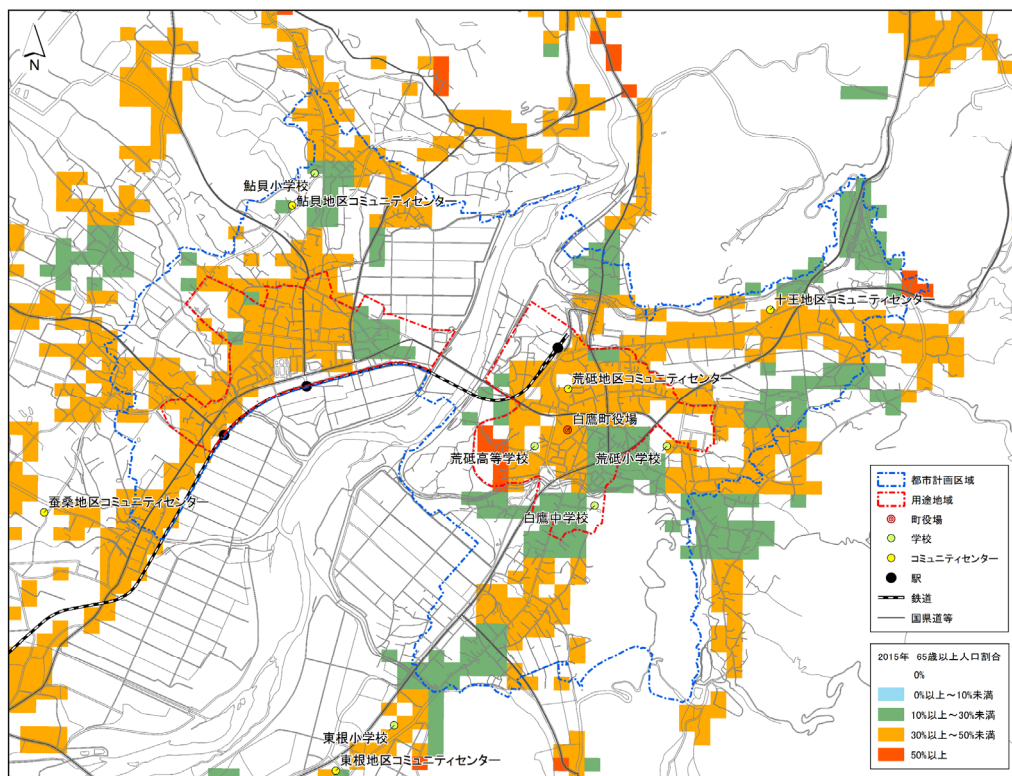 N
鮎貝小学校
鮎貝地区コミュニティセンター
十王地区コミュニティセンター
荒砥地区コミュニティセンター
白鷹町役場
荒砥高等学校
荒砥小学校
蚕桑地区コミュニティセンター
白鷹中学校
東根小学校
東根地区コミュニティセンター
都市計画区域
用途地域
町役場
学校
コミュニティセンター
駅
鉄道
国県道等
2015年 65歳以上人口割合
0%
0%以上～10%未満
10%以上～30%未満
30%以上～50%未満
50%以上